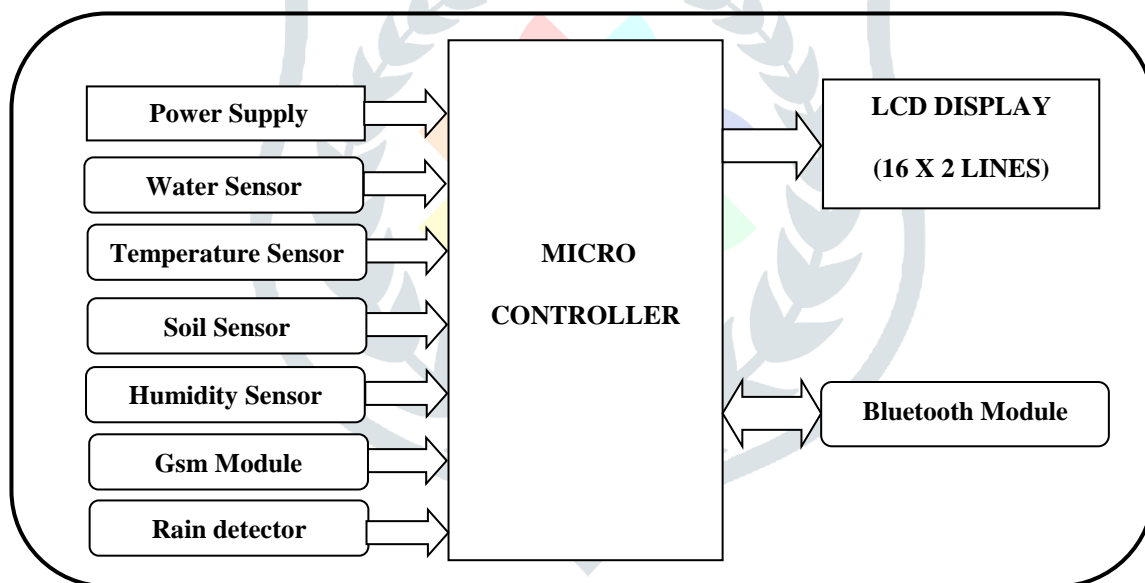 Power Supply
Water Sensor
Temperature Sensor
Soil Sensor
Humidity Sensor
Gsm Module
Rain detector
MICRO
CONTROLLER
LCD DISPLAY
(16 X 2 LINES)
Bluetooth Module